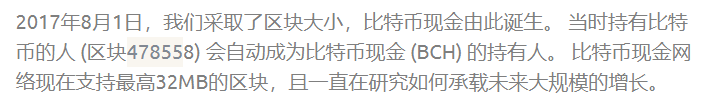 2017年8月1日，我们采取了区块大小，比特币现金由此诞生。 当时持有比特
币的人 (区块478558) 会自动成为比特币现金 (BCH) 的持有人。 比特币现金网
络现在支持最高32MB的区块，且一直在研究如何承载未来大规模的增长。